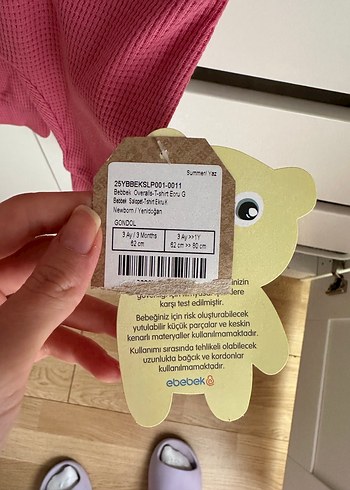 Summer/ Yaz
25YBBEKSLP001-0011
Bebbek Overalls-T-shirt Ecru G
Bebek Salopet-Tshirt Ekru K
Newborn / Yenidoğan
GONDOL
3 Ay / 3 Months
62 cm
3 Ay >>1Y
62 cm >> 80 cm
karşı test edilmiştir.
Bebeğiniz için risk oluşturabilecek
yutulabilir küçük parçalar ve keskin
kenarlı materyaller kullanılmamaktadır.
Kullanımı sırasında tehlikeli olabilecek
uzunlukta bağcık ve kordonlar
kullanılmamaktadır.
ebebek